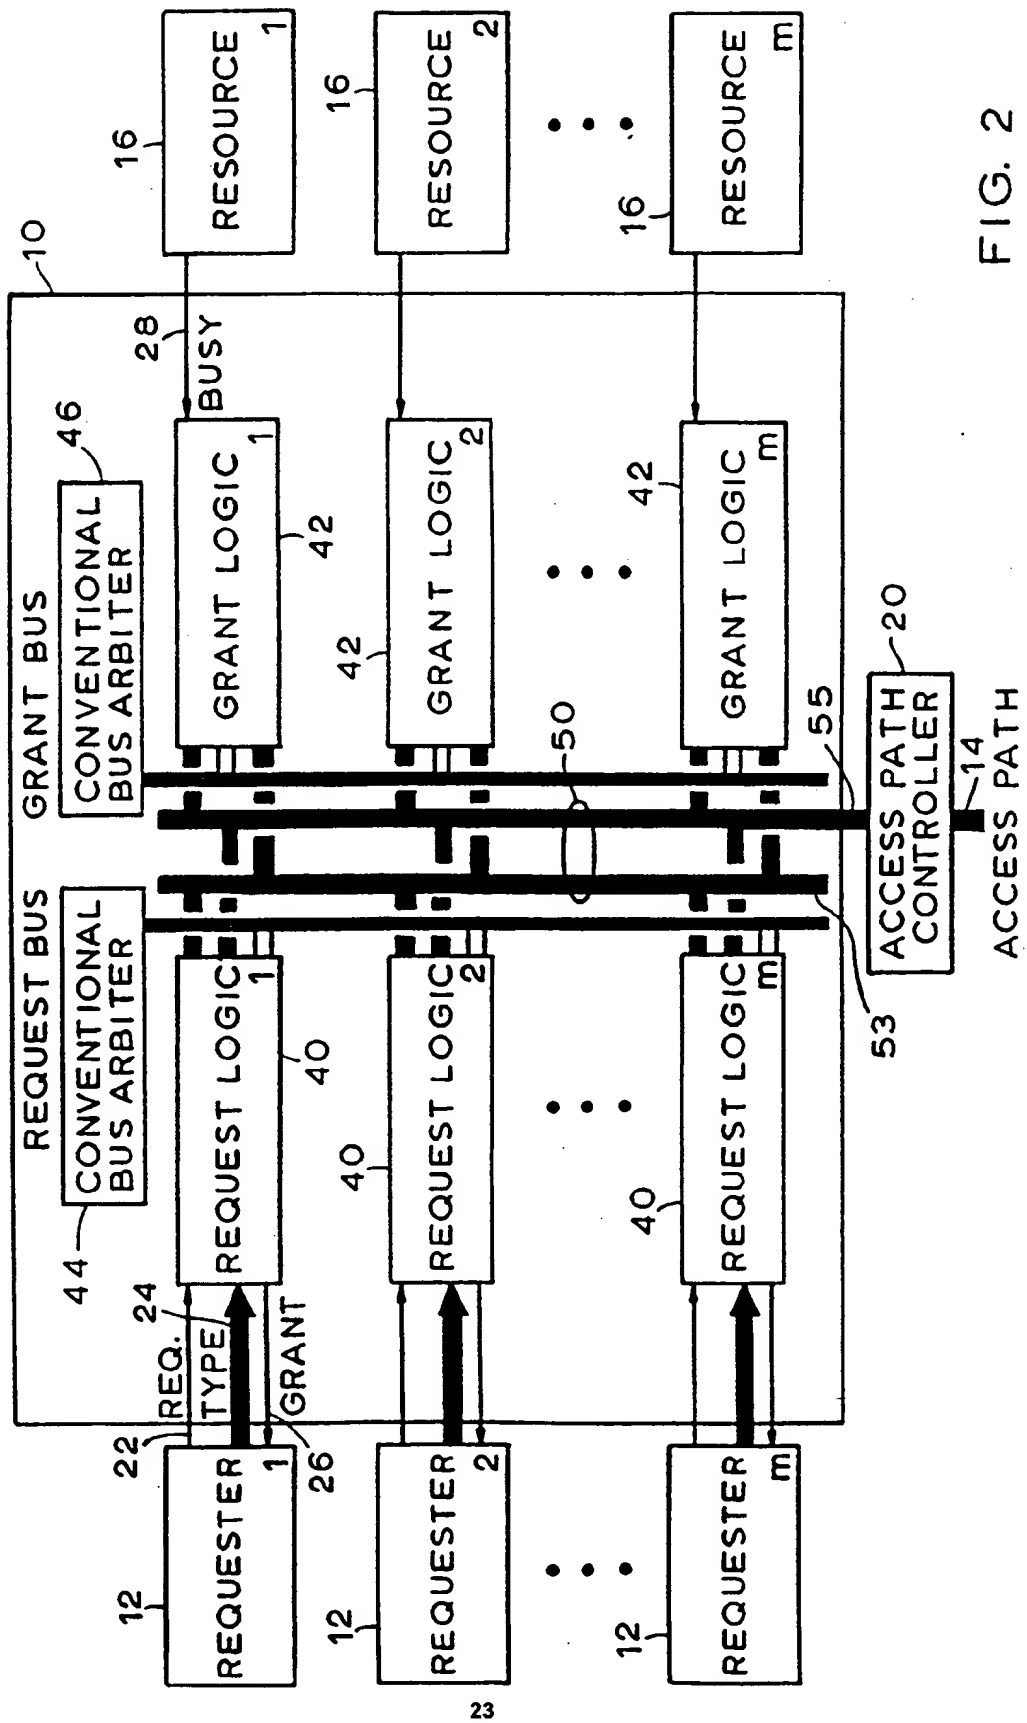 10
REQUEST BUS
GRANT BUS
44
CONVENTIONAL
BUS ARBITER
CONVENTIONAL
BUS ARBITER
46
12
REQUESTER
1
22
REQ.
TYPE
24
GRANT
26
REQUEST LOGIC
1
40
GRANT LOGIC
1
42
28
BUSY
16
RESOURCE
1
12
REQUESTER
2
40
REQUEST LOGIC
2
42
GRANT LOGIC
2
16
RESOURCE
2
50
12
REQUESTER
m
40
REQUEST LOGIC
m
42
GRANT LOGIC
m
16
RESOURCE
m
53
55
ACCESS PATH
CONTROLLER
20
14
ACCESS PATH
FIG. 2
23